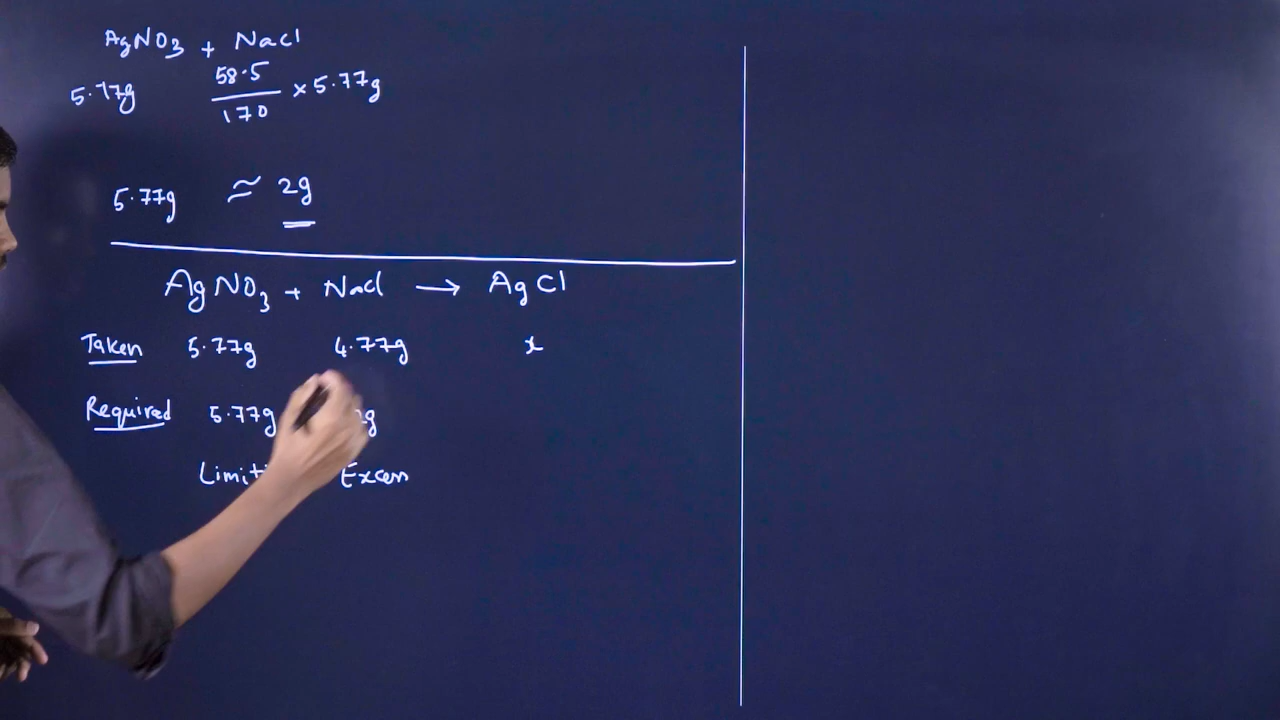 AgNO3 + NaCl
5.77g 58.5/170 × 5.77g
5.77g ≃ 2g
AgNO3 + NaCl → AgCl
Taken 5.77g 4.77g x
Required 5.77g
Excess